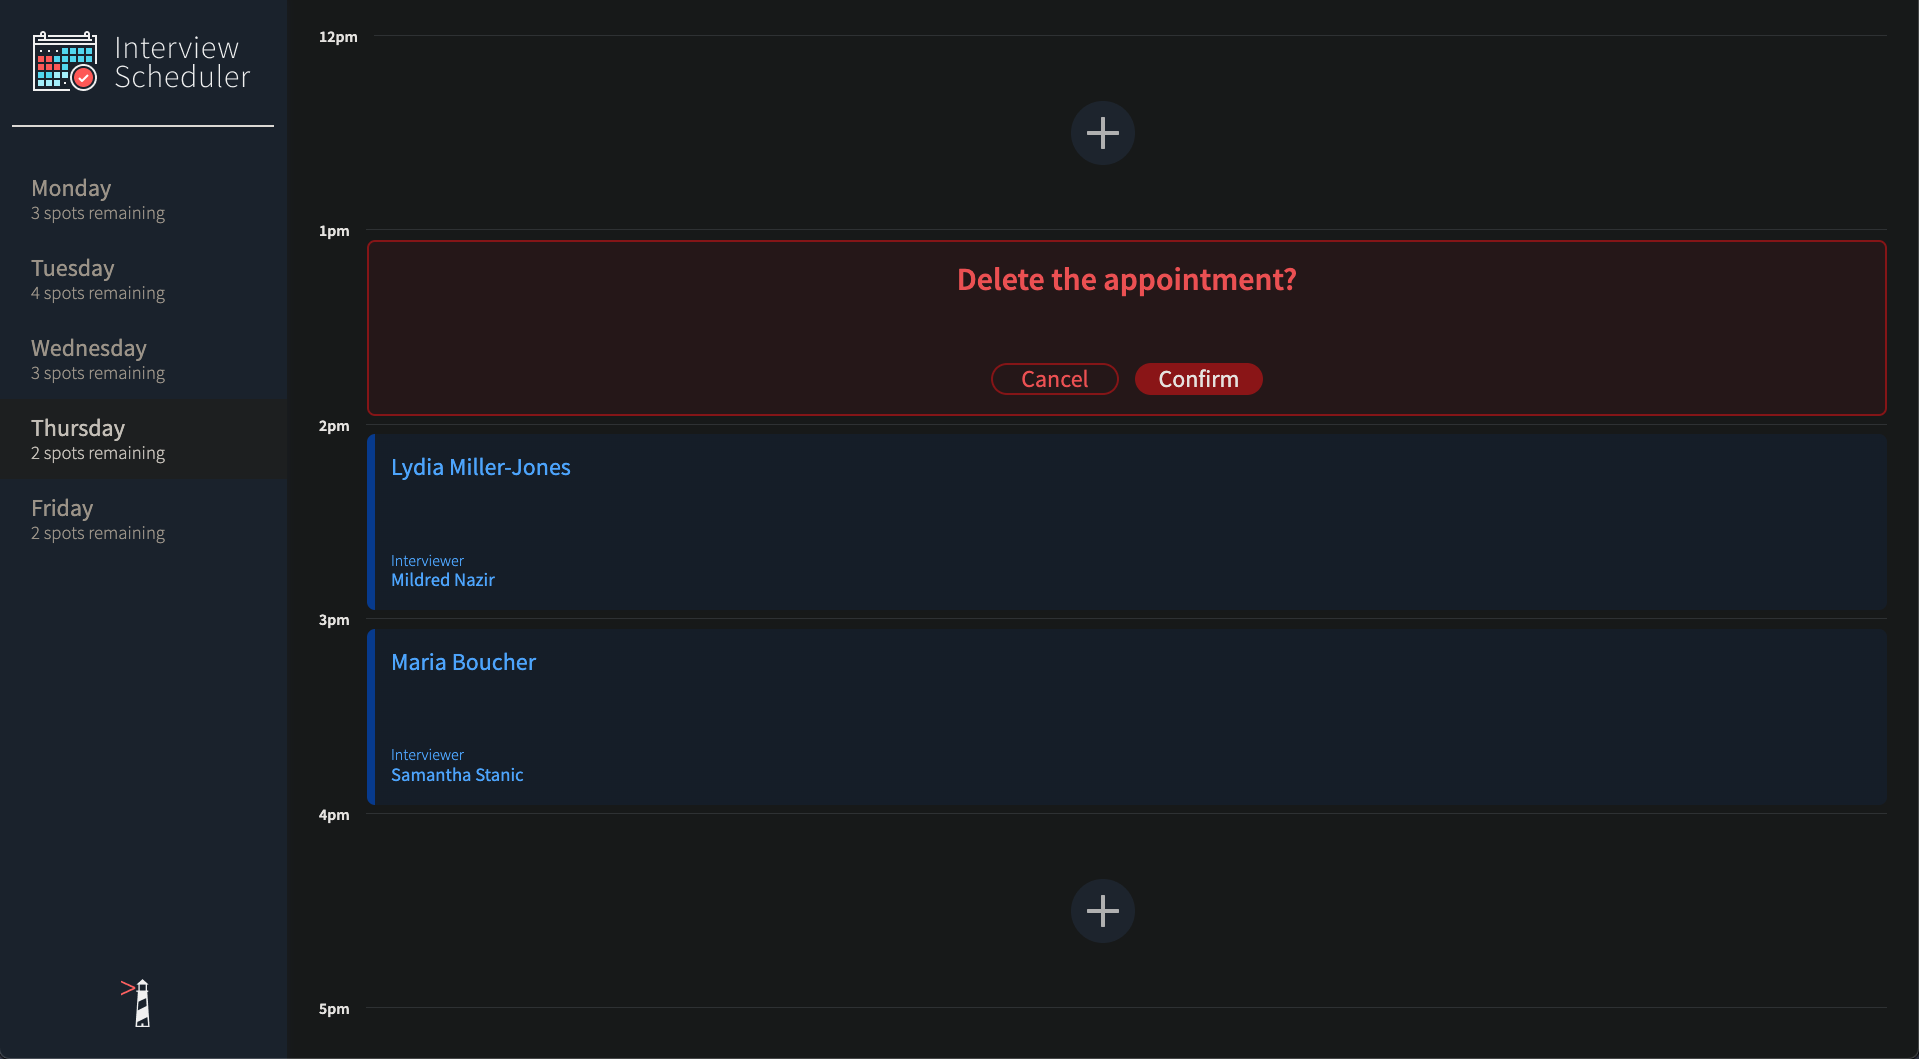 Interview
Scheduler
Monday
3 spots remaining
Tuesday
4 spots remaining
Wednesday
3 spots remaining
Thursday
2 spots remaining
Friday
2 spots remaining
12pm
1pm
Delete the appointment?
Cancel Confirm
2pm
Lydia Miller-Jones
Interviewer
Mildred Nazir
3pm
Maria Boucher
Interviewer
Samantha Stanic
4pm
5pm